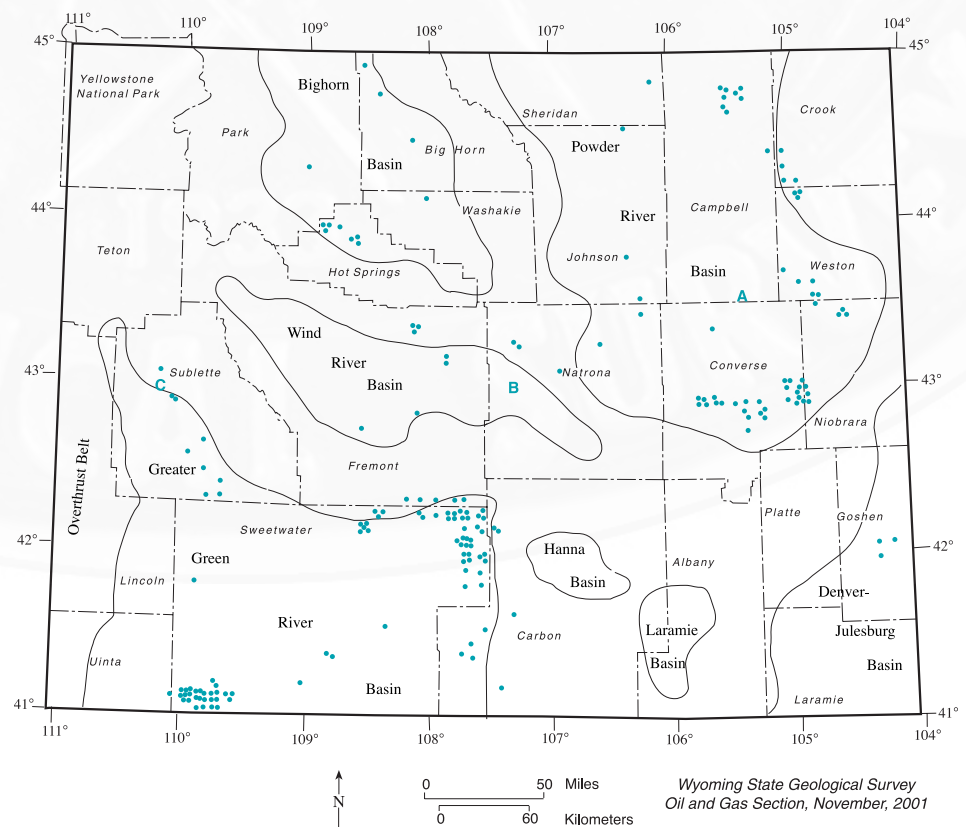 111°
110°
109°
108°
107°
106°
105°
104°
45°
45°
Yellowstone
National Park
Bighorn
Sheridan
Crook
Park
Powder
Big Horn
Basin
44°
44°
Washakie
River
Campbell
Teton
Johnson
Weston
Hot Springs
Basin
A
Wind
River
Converse
43°
43°
Sublette
C
Basin
B
Natrona
Niobrara
Overthrust Belt
Greater
Fremont
Platte
Goshen
Sweetwater
42°
42°
Green
Hanna
Basin
Albany
Lincoln
Denver-
River
Carbon
Laramie
Julesburg
Uinta
Basin
Basin
Basin
Laramie
41°
41°
111°
110°
109°
108°
107°
106°
105°
104°
N
0 50 Miles
0 60 Kilometers
Wyoming State Geological Survey
Oil and Gas Section, November, 2001